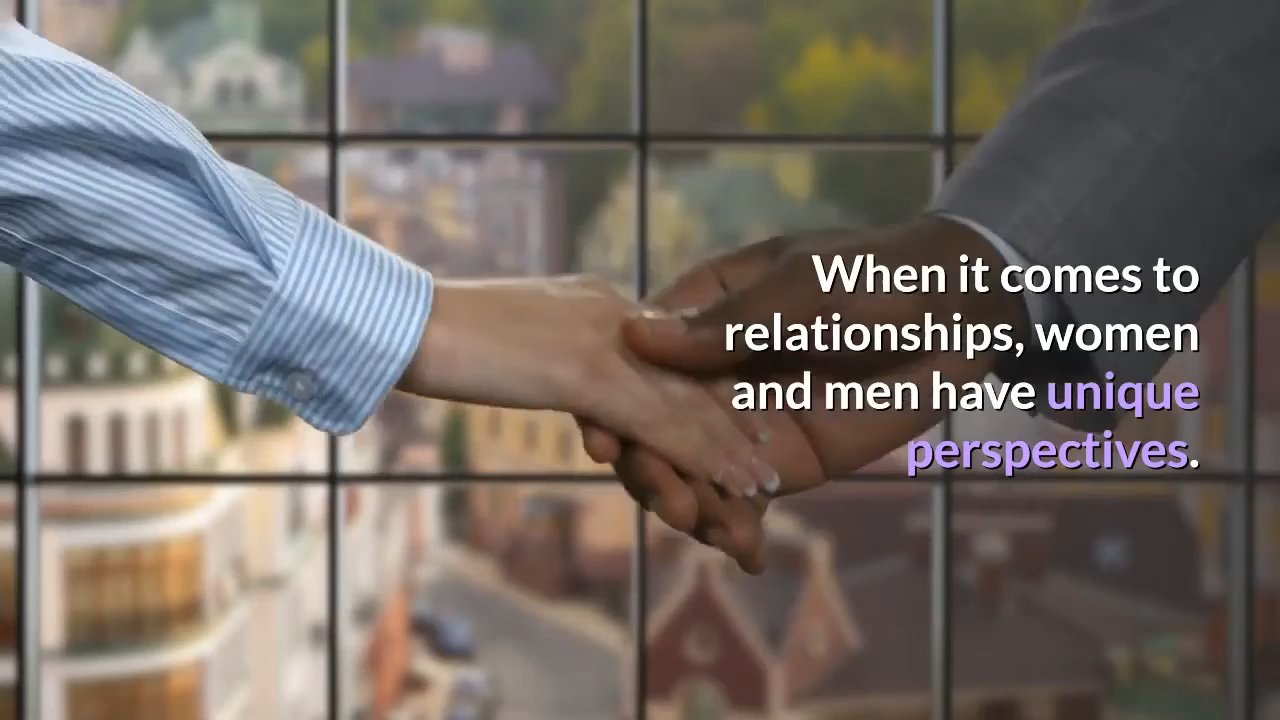 When it comes to
relationships, women
and men have unique
perspectives.